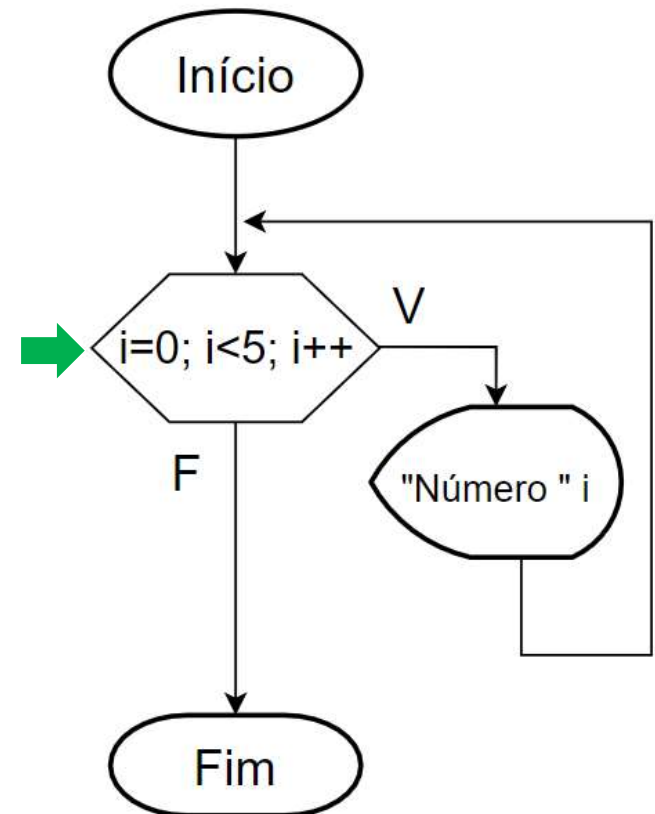 Início
i=0; i<5; i++
V
F
"Número " i
Fim